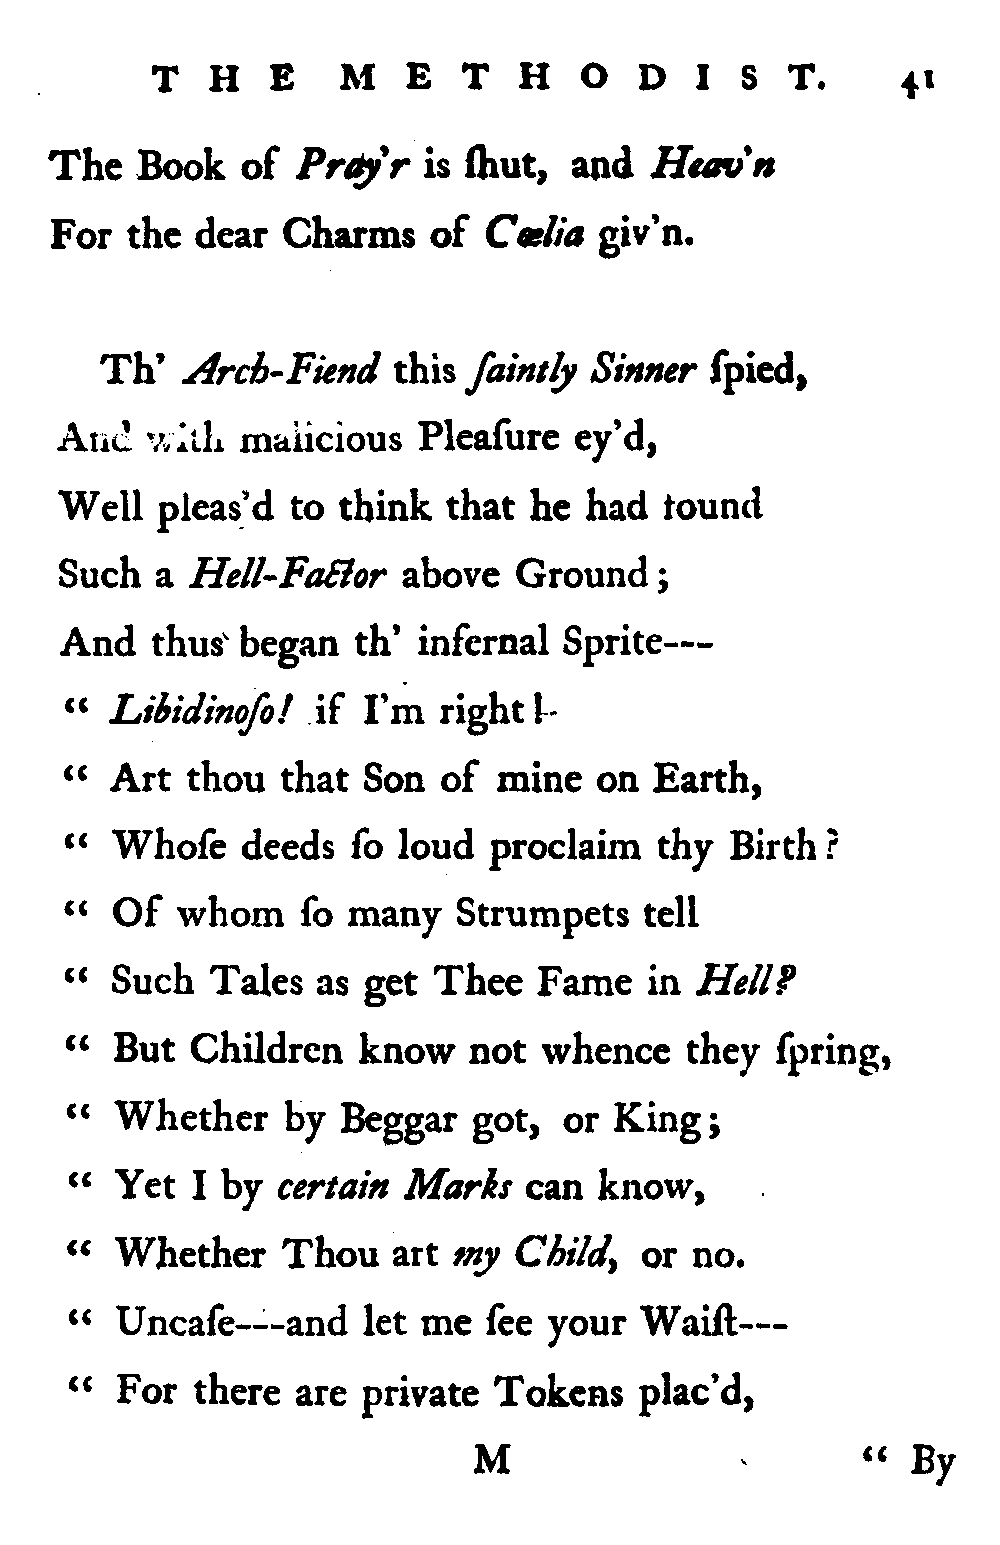 THE METHODIST. 41
The Book of Pray'r is ſhut, and Heav'n
For the dear Charms of Cœlia giv'n.
Th' Arch-Fiend this ſaintly Sinner ſpied,
And with malicious Pleaſure ey'd,
Well pleas'd to think that he had found
Such a Hell-Factor above Ground;
And thus began th' infernal Sprite---
“ Libidinoſo! if I'm right!-
“ Art thou that Son of mine on Earth,
“ Whoſe deeds ſo loud proclaim thy Birth?
“ Of whom ſo many Strumpets tell
“ Such Tales as get Thee Fame in Hell?
“ But Children know not whence they ſpring,
“ Whether by Beggar got, or King;
“ Yet I by certain Marks can know,
“ Whether Thou art my Child, or no.
“ Uncaſe---and let me ſee your Waiſt---
“ For there are private Tokens plac'd,
M “ By